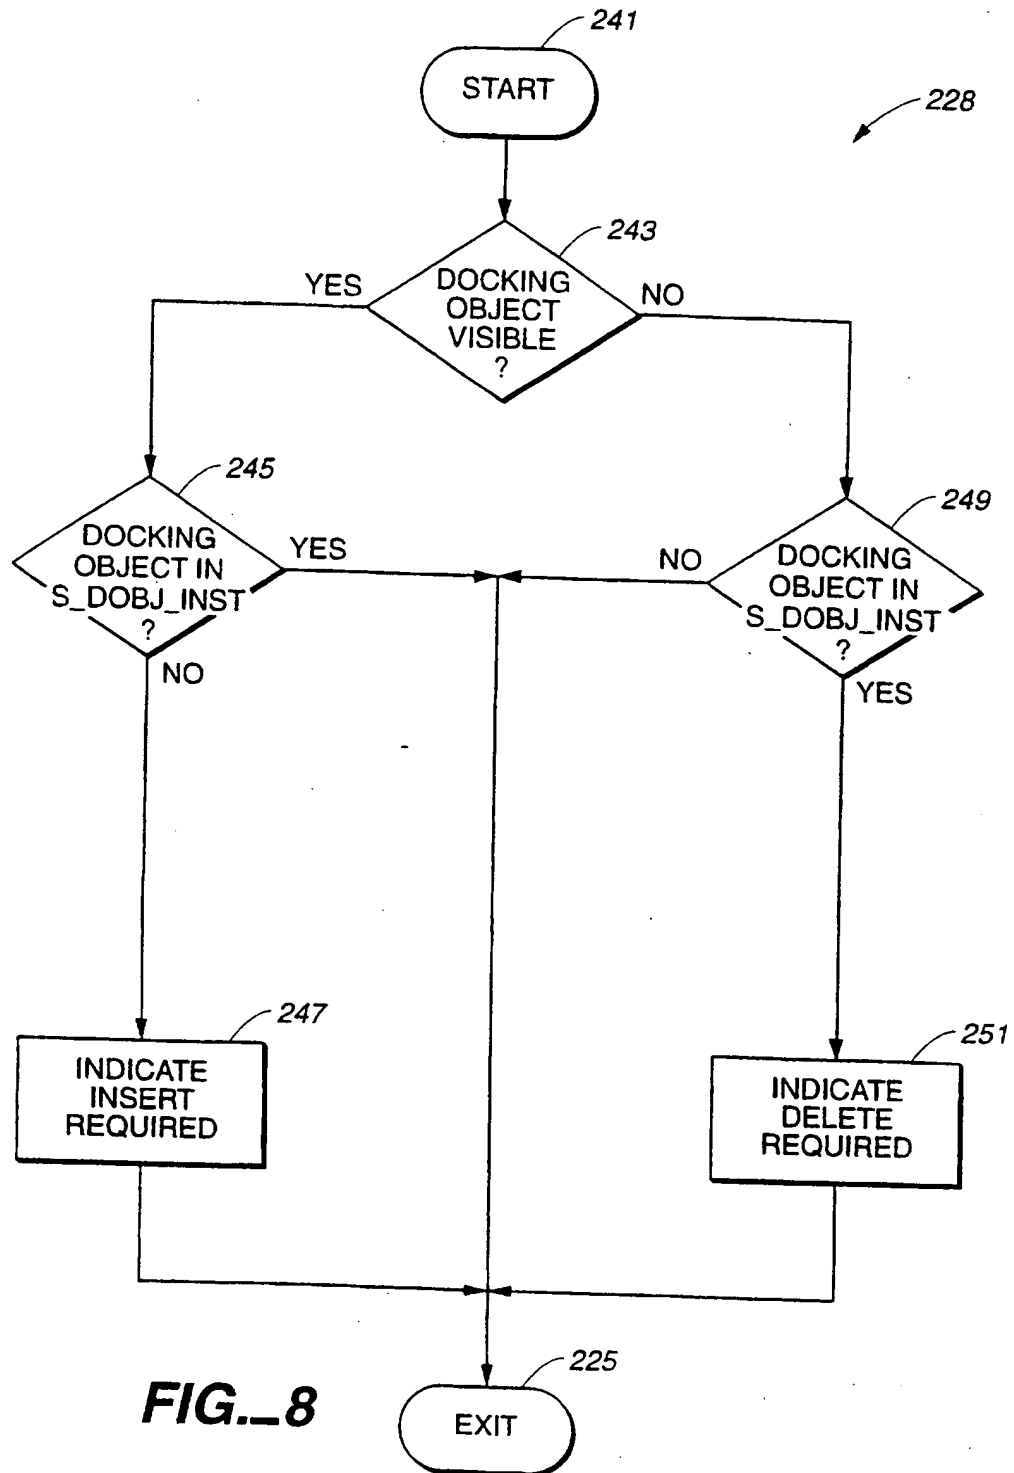 241
START
228
243
DOCKING
OBJECT
VISIBLE
?
YES
NO
245
DOCKING
OBJECT IN
S_DOBJ_INST
?
YES
NO
249
DOCKING
OBJECT IN
S_DOBJ_INST
?
NO
YES
247
INDICATE
INSERT
REQUIRED
251
INDICATE
DELETE
REQUIRED
225
EXIT
FIG._8